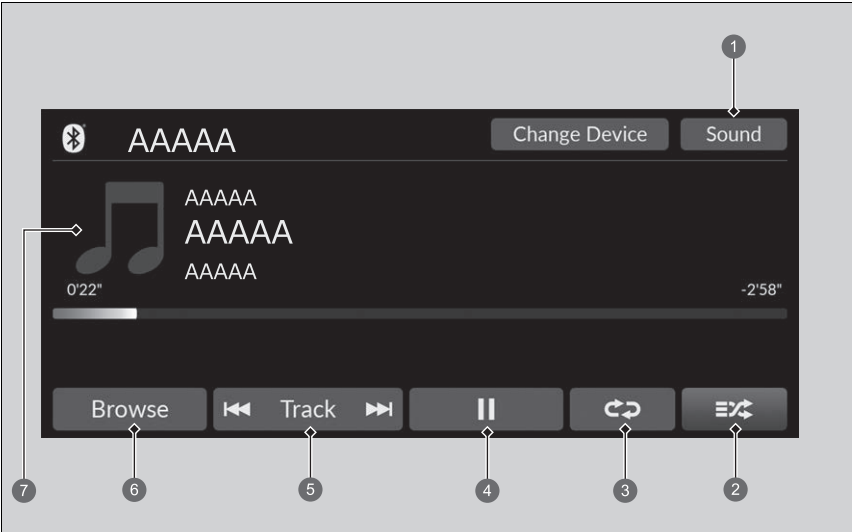 1
AAAAA Change Device Sound
AAAAA
AAAAA
AAAAA
0'22" -2'58"
Browse Track
7 6 5 4 3 2